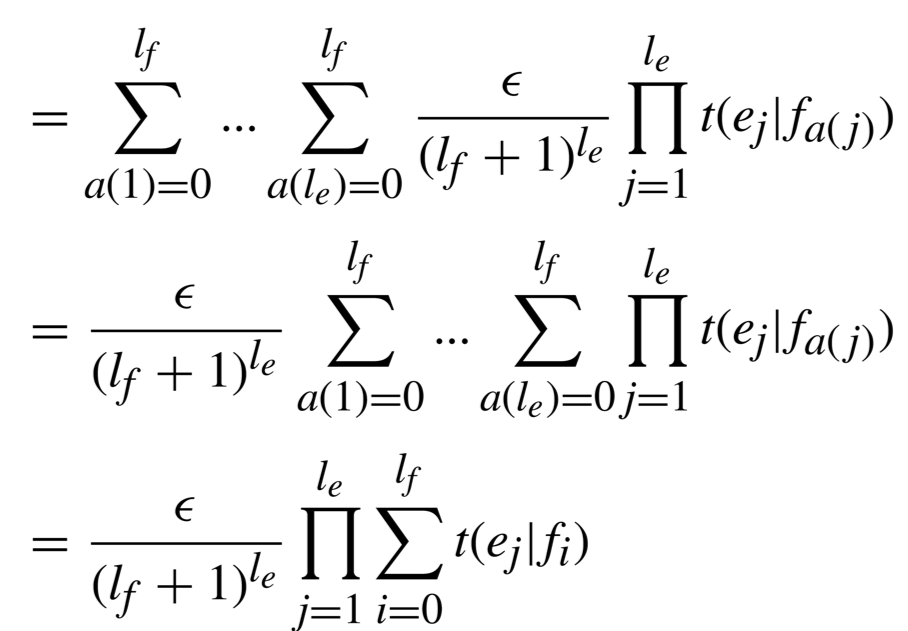 = \sum_{a(1)=0}^{l_f} ... \sum_{a(l_e)=0}^{l_f} \frac{\epsilon}{(l_f + 1)^{l_e}} \prod_{j=1}^{l_e} t(e_j|f_{a(j)})
= \frac{\epsilon}{(l_f + 1)^{l_e}} \sum_{a(1)=0}^{l_f} ... \sum_{a(l_e)=0}^{l_f} \prod_{j=1}^{l_e} t(e_j|f_{a(j)})
= \frac{\epsilon}{(l_f + 1)^{l_e}} \prod_{j=1}^{l_e} \sum_{i=0}^{l_f} t(e_j|f_i)